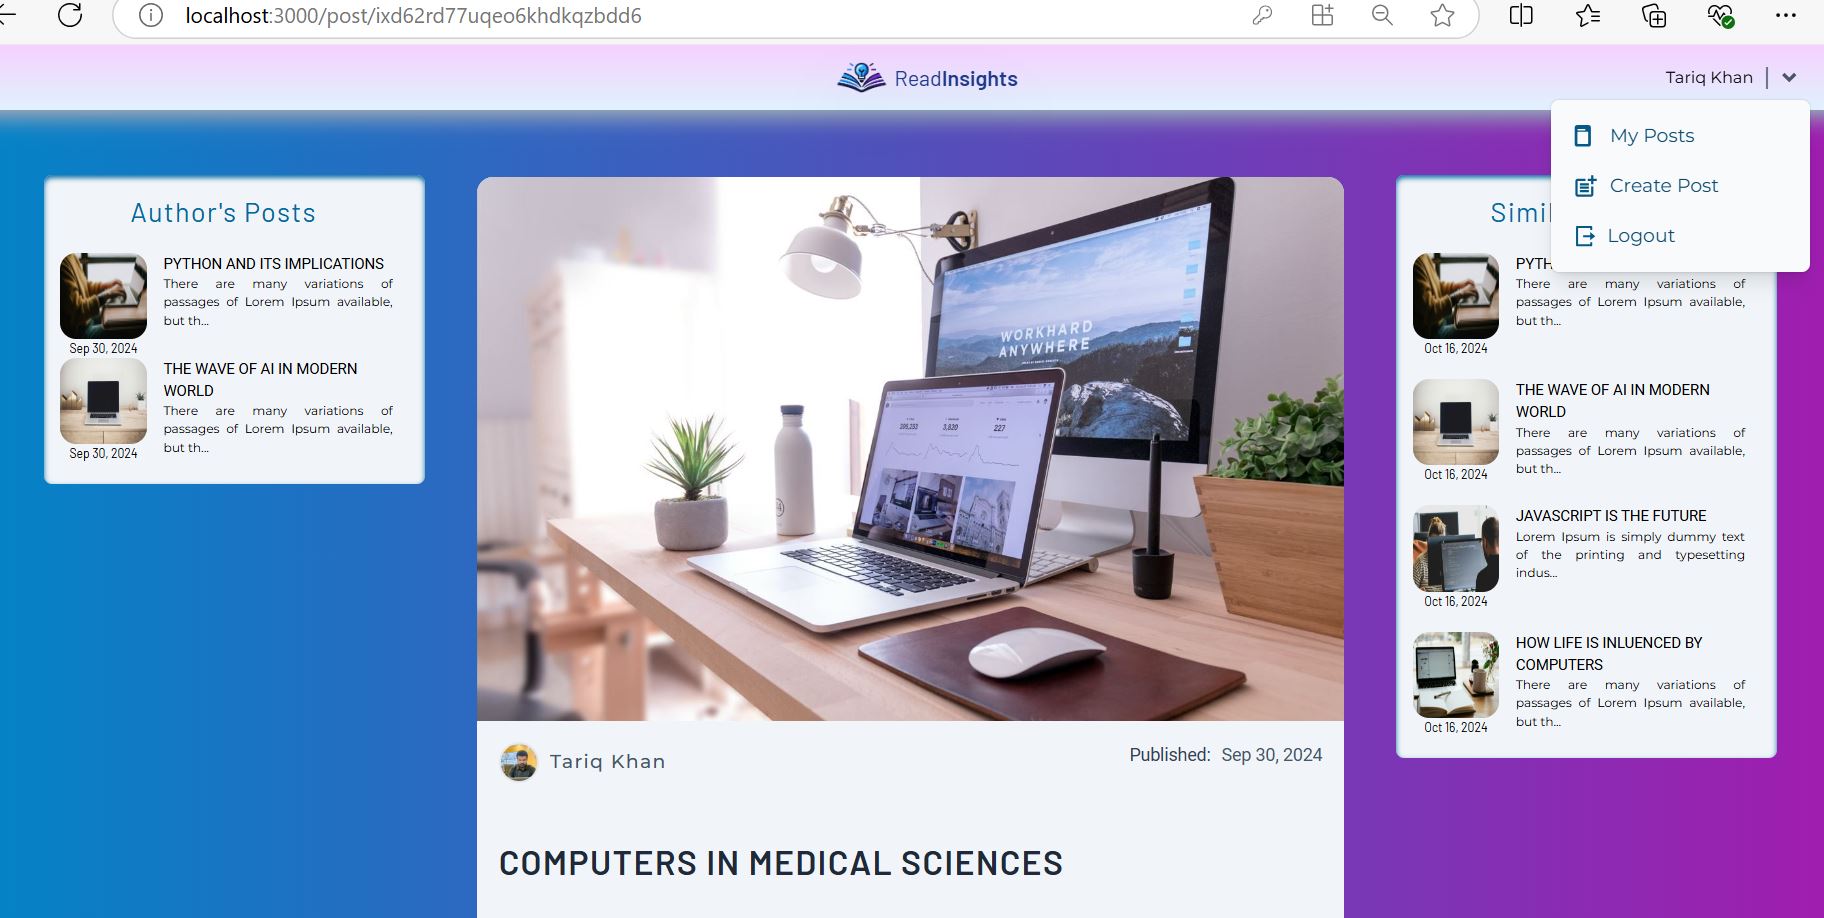 localhost:3000/post/ixd62rd77uqeo6khdkqzbdd6
ReadInsights
Tariq Khan
My Posts
Create Post
Logout
Author's Posts
PYTHON AND ITS IMPLICATIONS
There are many variations of
passages of Lorem Ipsum available,
but th...
Sep 30, 2024
THE WAVE OF AI IN MODERN
WORLD
There are many variations of
passages of Lorem Ipsum available,
but th...
Sep 30, 2024
WORKHARD
ANYWHERE
205,233 3,820 227
Tariq Khan
Published: Sep 30, 2024
COMPUTERS IN MEDICAL SCIENCES
Simil
PYTH
There are many variations of
passages of Lorem Ipsum available,
but th...
Oct 16, 2024
THE WAVE OF AI IN MODERN
WORLD
There are many variations of
passages of Lorem Ipsum available,
but th...
Oct 16, 2024
JAVASCRIPT IS THE FUTURE
Lorem Ipsum is simply dummy text
of the printing and typesetting
indus...
Oct 16, 2024
HOW LIFE IS INLUENCED BY
COMPUTERS
There are many variations of
passages of Lorem Ipsum available,
but th...
Oct 16, 2024